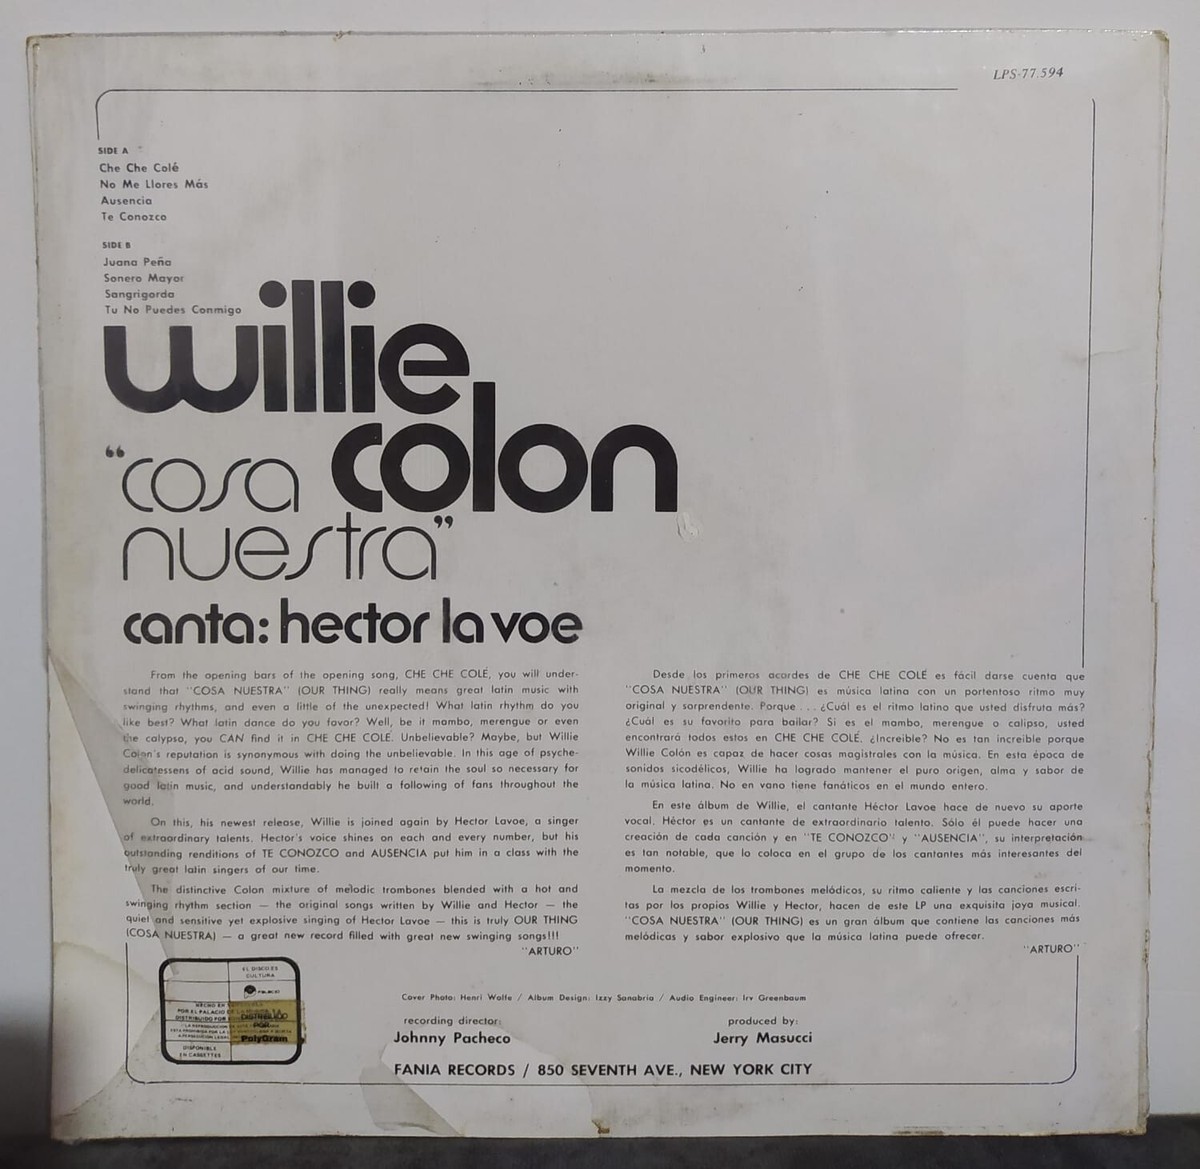 LPS-77.594
SIDE A
Che Che Colé
No Me Llores Más
Ausencia
Te Conozco
SIDE B
Juana Peña
Sonero Mayor
Sangrigorda
Tu No Puedes Conmigo
willie
colon
"cosa
nuestra"
canta: hector la voe
From the opening bars of the opening song, CHE CHE COLÉ, you will under-
stand that "COSA NUESTRA" (OUR THING) really means great latin music with
swinging rhythms, and even a little of the unexpected! What latin rhythm do you
like best? What latin dance do you favor? Well, be it mambo, merengue or even
the calypso, you CAN find it in CHE CHE COLÉ. Unbelievable? Maybe, but Willie
Colon's reputation is synonymous with doing the unbelievable. In this age of psyche-
delicatessens of acid sound, Willie has managed to retain the soul so necessary for
good latin music, and understandably he built a following of fans throughout the
world.
On this, his newest release, Willie is joined again by Hector Lavoe, a singer
of extraordinary talents. Hector's voice shines on each and every number, but his
outstanding renditions of TE CONOZCO and AUSENCIA put him in a class with the
truly great latin singers of our time.
The distinctive Colon mixture of melodic trombones blended with a hot and
swinging rhythm section — the original songs written by Willie and Hector — the
quiet and sensitive yet explosive singing of Hector Lavoe — this is truly OUR THING
(COSA NUESTRA) — a great new record filled with great new swinging songs!!!
"ARTURO"
Desde los primeros acordes de CHE CHE COLÉ es fácil darse cuenta que
"COSA NUESTRA" (OUR THING) es música latina con un portentoso ritmo muy
original y sorprendente. Porque . . . ¿Cuál es el ritmo latino que usted disfruta más?
¿Cuál es su favorito para bailar? Si es el mambo, merengue o calipso, usted
encontrará todos estos en CHE CHE COLÉ. ¿Increible? No es tan increible porque
Willie Colón es capaz de hacer cosas magistrales con la música. En esta época de
sonidos sicodélicos, Willie ha logrado mantener el puro origen, alma y sabor de
la música latina. No en vano tiene fanáticos en el mundo entero.
En este álbum de Willie, el cantante Héctor Lavoe hace de nuevo su aporte
vocal. Héctor es un cantante de extraordinario talento. Sólo él puede hacer una
creación de cada canción y en "TE CONOZCO" y "AUSENCIA", su interpretación
es tan notable, que lo coloca en el grupo de los cantantes más interesantes del
momento.
La mezcla de los trombones melódicos, su ritmo caliente y las canciones escri-
tas por los propios Willie y Hector, hacen de este LP una exquisita joya musical.
"COSA NUESTRA" (OUR THING) es un gran álbum que contiene las canciones más
melódicas y sabor explosivo que la música latina puede ofrecer.
"ARTURO"
EL DISCO ES
CULTURA
PALACIO
HECHO EN
POR EL PALACIO DE
DISTRIBUIDO POR
DISTRIBUIDO
POR
PolyGram
DISPONIBLE
EN CASSETTES
Cover Photo: Henri Wolfe / Album Design: Izzy Sanabria / Audio Engineer: Irv Greenbaum
recording director:
Johnny Pacheco
produced by:
Jerry Masucci
FANIA RECORDS / 850 SEVENTH AVE., NEW YORK CITY